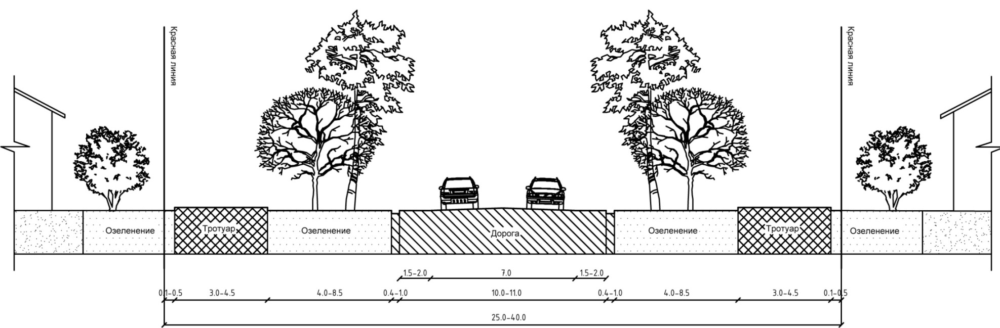 Красная линия
Красная линия
Озеленение
Тротуар
Озеленение
Дорога
Озеленение
Тротуар
Озеленение
1.5-2.0
7.0
1.5-2.0
0.1-0.5
3.0-4.5
4.0-8.5
0.4-1.0
10.0-11.0
0.4-1.0
4.0-8.5
3.0-4.5
0.1-0.5
25.0-40.0